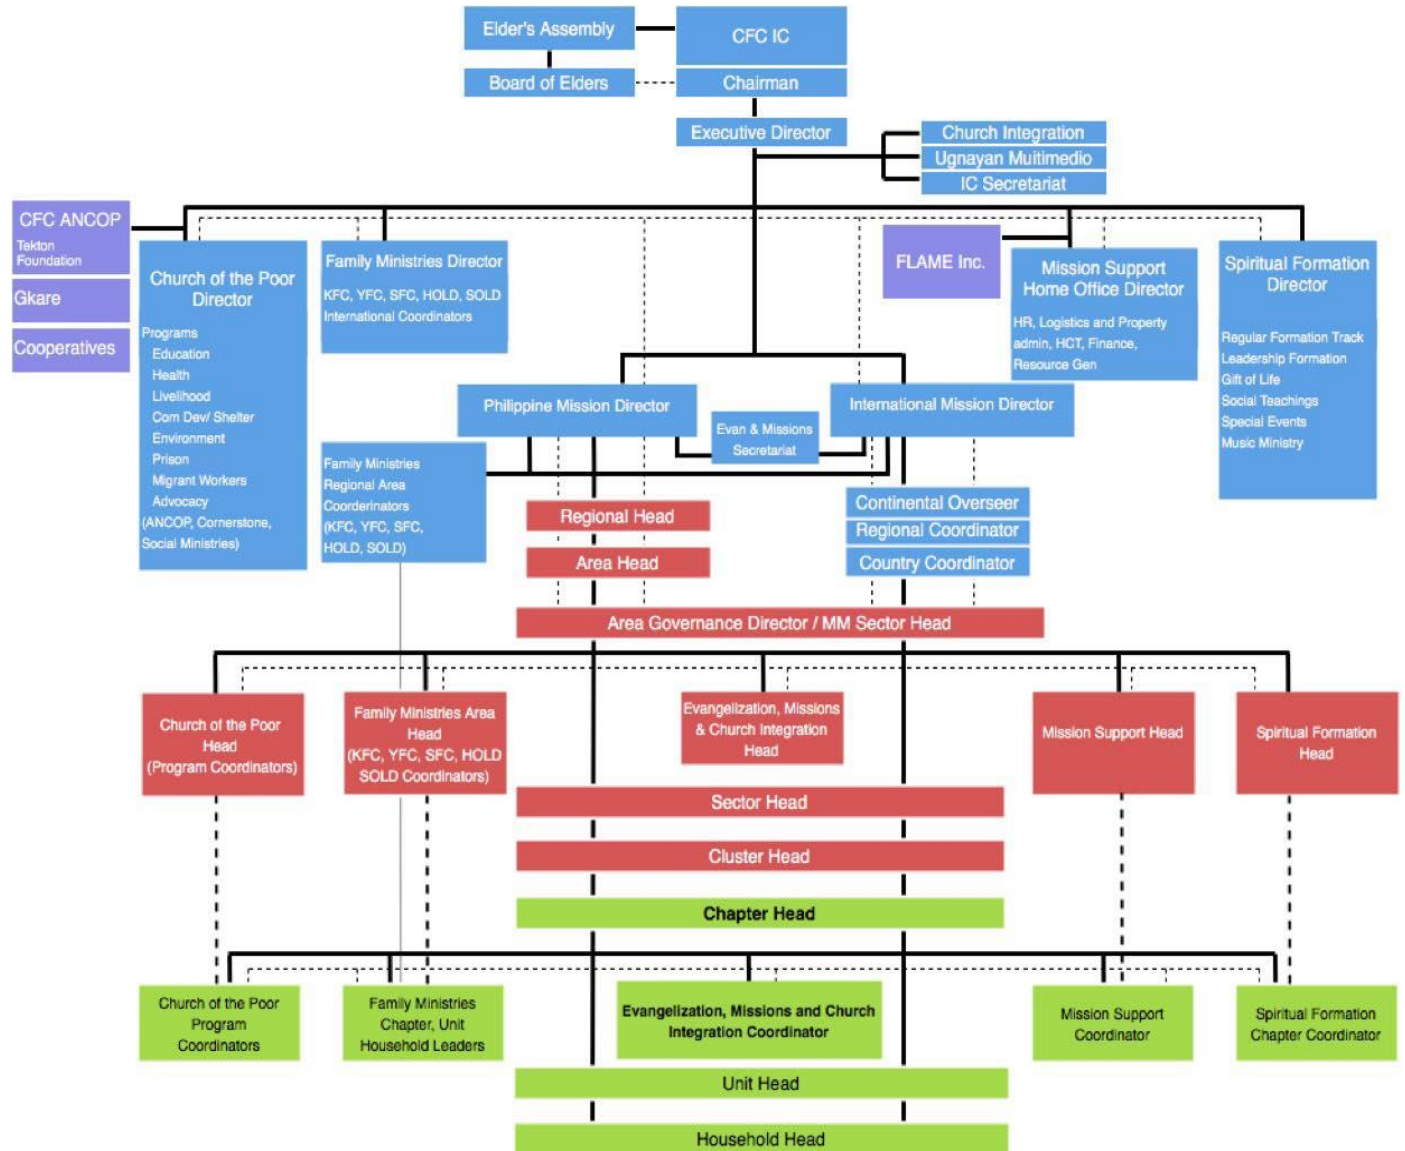 Elder's Assembly
CFC IC
Board of Elders
Chairman
Executive Director
Church Integration
Ugnayan Multimedio
IC Secretariat
CFC ANCOP
Tekton
Foundation
Gkare
Cooperatives
Church of the Poor
Director
Programs
Education
Health
Livelihood
Com Dev/ Shelter
Environment
Prison
Migrant Workers
Advocacy
(ANCOP, Cornerstone,
Social Ministries)
Family Ministries Director
KFC, YFC, SFC, HOLD, SOLD
International Coordinators
FLAME Inc.
Mission Support
Home Office Director
HR, Logistics and Property
admin, HCT, Finance,
Resource Gen
Spiritual Formation
Director
Regular Formation Track
Leadership Formation
Gift of Life
Social Teachings
Special Events
Music Ministry
Philippine Mission Director
International Mission Director
Evan & Missions
Secretariat
Family Ministries
Regional Area
Coorderinators
(KFC, YFC, SFC,
HOLD, SOLD)
Regional Head
Area Head
Continental Overseer
Regional Coordinator
Country Coordinator
Area Governance Director / MM Sector Head
Church of the Poor
Head
(Program Coordinators)
Family Ministries Area
Head
(KFC, YFC, SFC, HOLD
SOLD Coordinators)
Evangelization, Missions
& Church Integration
Head
Mission Support Head
Spiritual Formation
Head
Sector Head
Cluster Head
Chapter Head
Church of the Poor
Program
Coordinators
Family Ministries
Chapter, Unit
Household Leaders
Evangelization, Missions and Church
Integration Coordinator
Mission Support
Coordinator
Spiritual Formation
Chapter Coordinator
Unit Head
Household Head